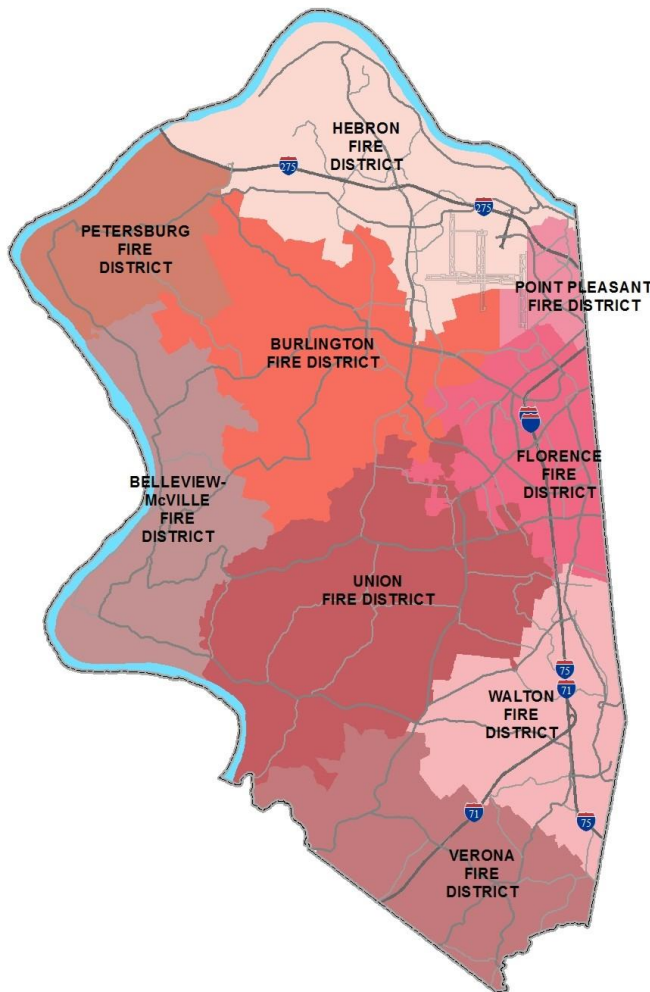 HEBRON
FIRE
DISTRICT
275
275
PETERSBURG
FIRE
DISTRICT
POINT PLEASANT
FIRE DISTRICT
BURLINGTON
FIRE DISTRICT
FLORENCE
FIRE
DISTRICT
BELLEVIEW-
McVILLE
FIRE
DISTRICT
UNION
FIRE DISTRICT
75
71
WALTON
FIRE
DISTRICT
71
75
VERONA
FIRE
DISTRICT